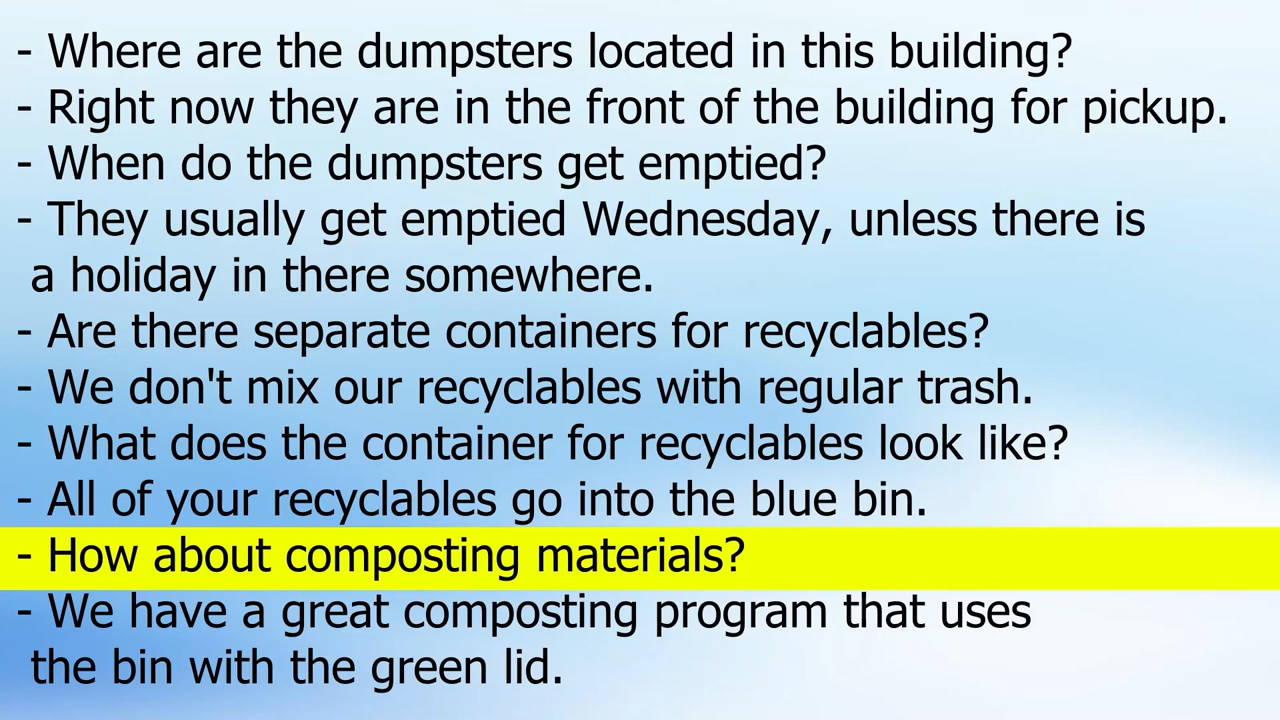 - Where are the dumpsters located in this building?
- Right now they are in the front of the building for pickup.
- When do the dumpsters get emptied?
- They usually get emptied Wednesday, unless there is
a holiday in there somewhere.
- Are there separate containers for recyclables?
- We don't mix our recyclables with regular trash.
- What does the container for recyclables look like?
- All of your recyclables go into the blue bin.
- How about composting materials?
- We have a great composting program that uses
the bin with the green lid.